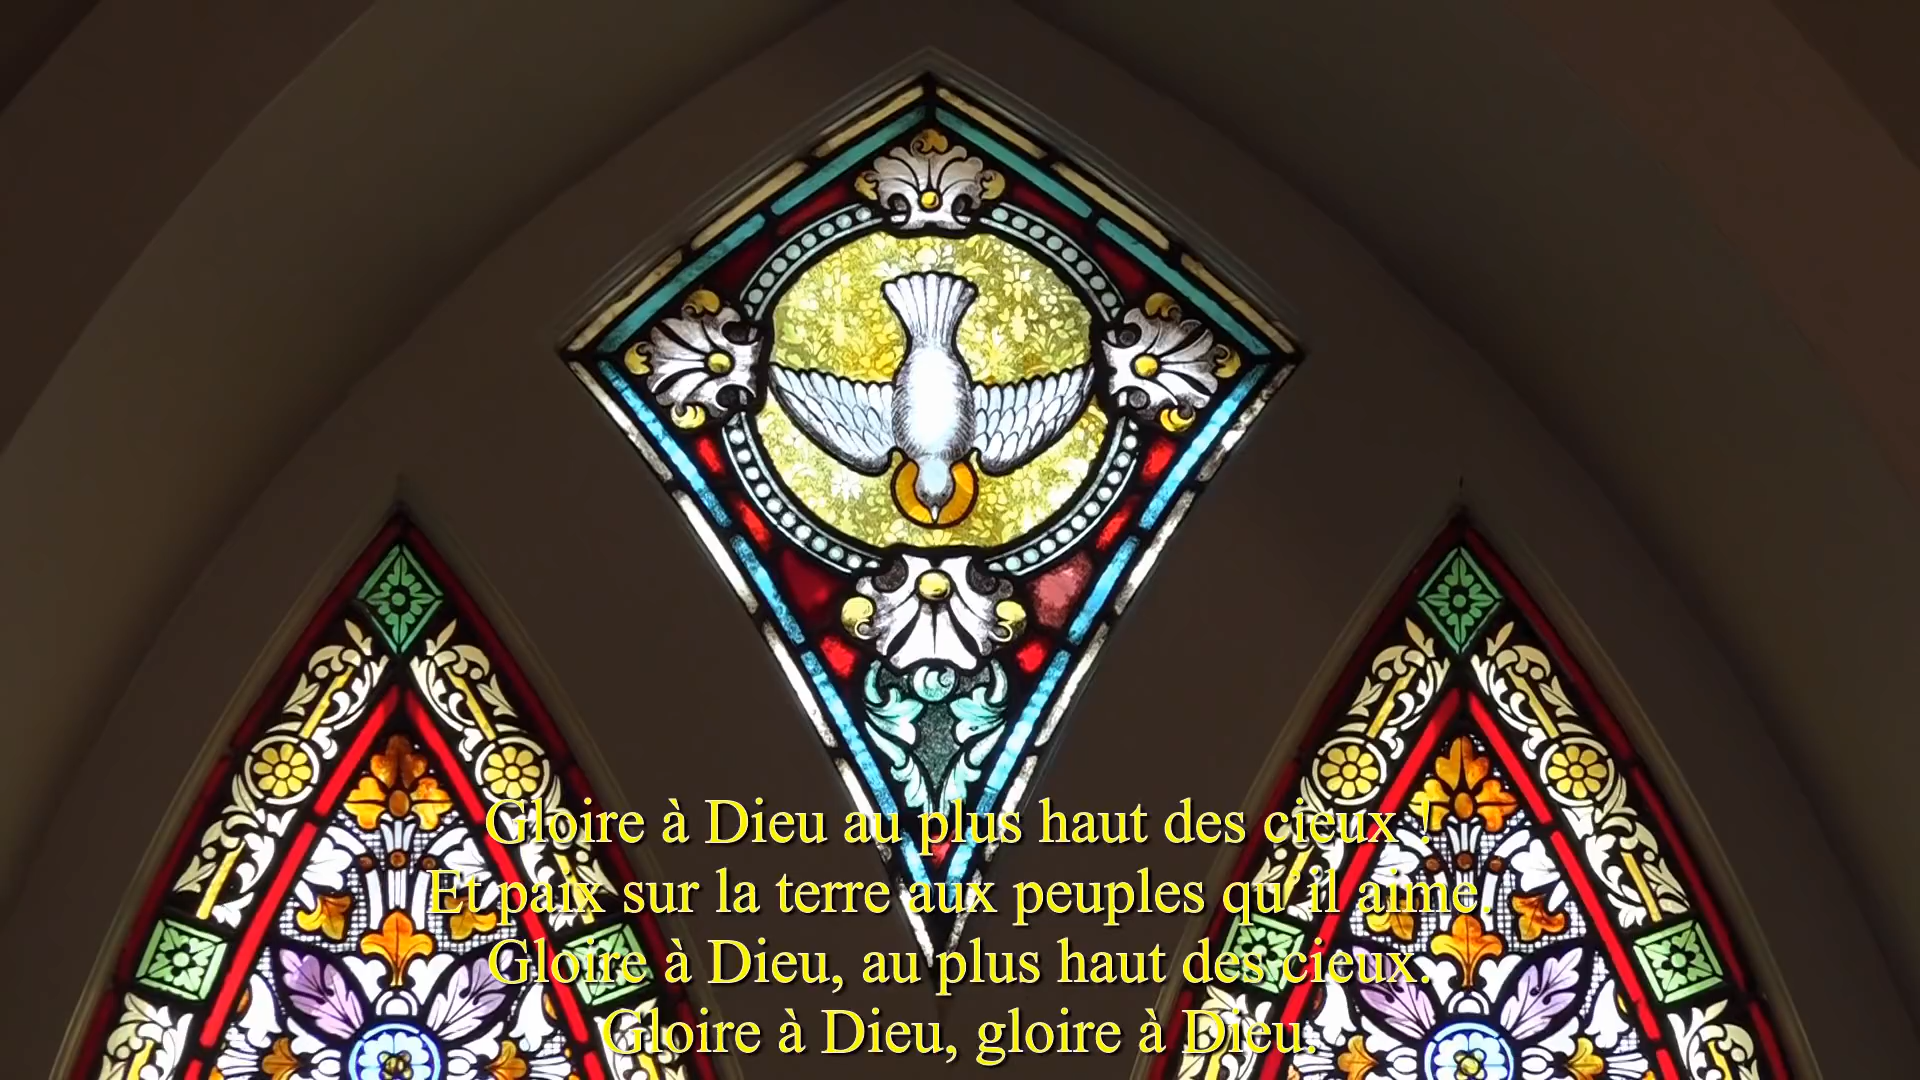 Gloire à Dieu au plus haut des cieux !
Et paix sur la terre aux peuples qu'il aime.
Gloire à Dieu, au plus haut des cieux.
Gloire à Dieu, gloire à Dieu.